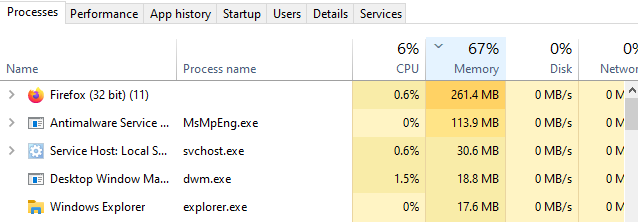 Processes Performance App history Startup Users Details Services
6% 67% 0% 0%
Name Process name CPU Memory Disk Network
Firefox (32 bit) (11) 0.6% 261.4 MB 0 MB/s 0 M
Antimalware Service ... MsMpEng.exe 0% 113.9 MB 0 MB/s 0 M
Service Host: Local S... svchost.exe 0.6% 30.6 MB 0 MB/s 0 M
Desktop Window Ma... dwm.exe 1.5% 18.8 MB 0 MB/s 0 M
Windows Explorer explorer.exe 0% 17.6 MB 0 MB/s 0 M